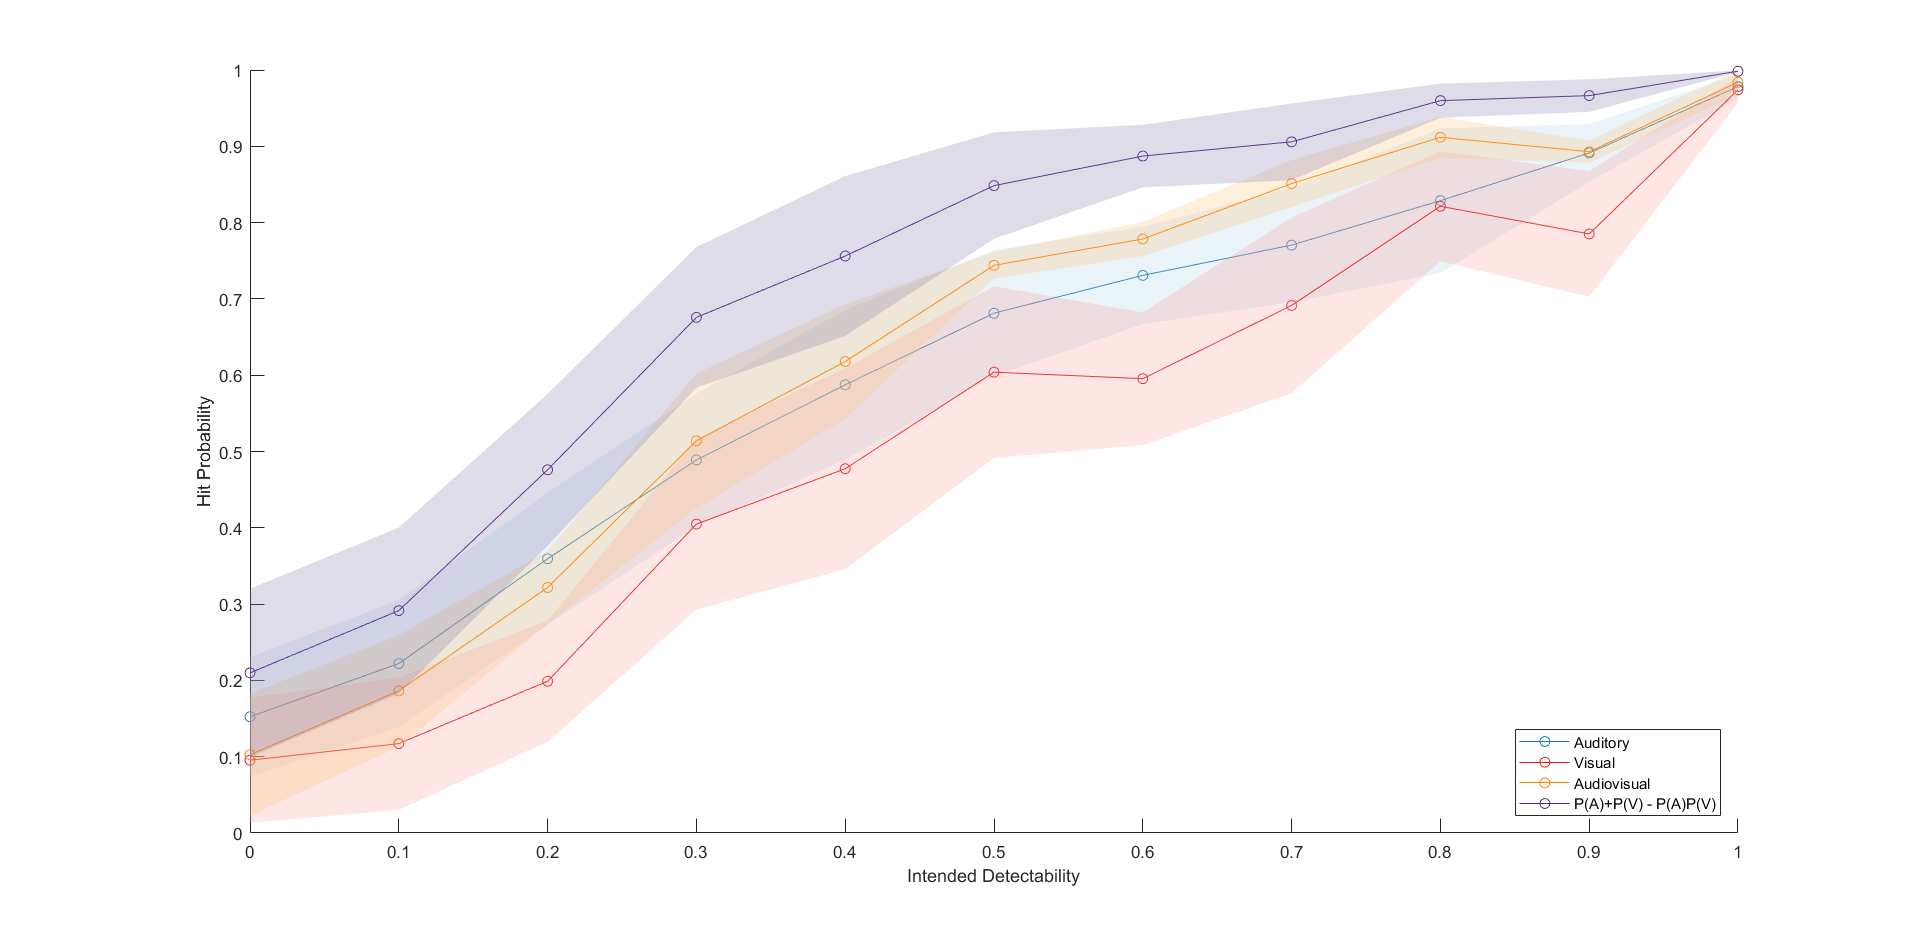 1
0.9
0.8
0.7
0.6
0.5
0.4
0.3
0.2
0.1
0
Hit Probability
0 0.1 0.2 0.3 0.4 0.5 0.6 0.7 0.8 0.9 1
Intended Detectability
Auditory
Visual
Audiovisual
P(A)+P(V) - P(A)P(V)